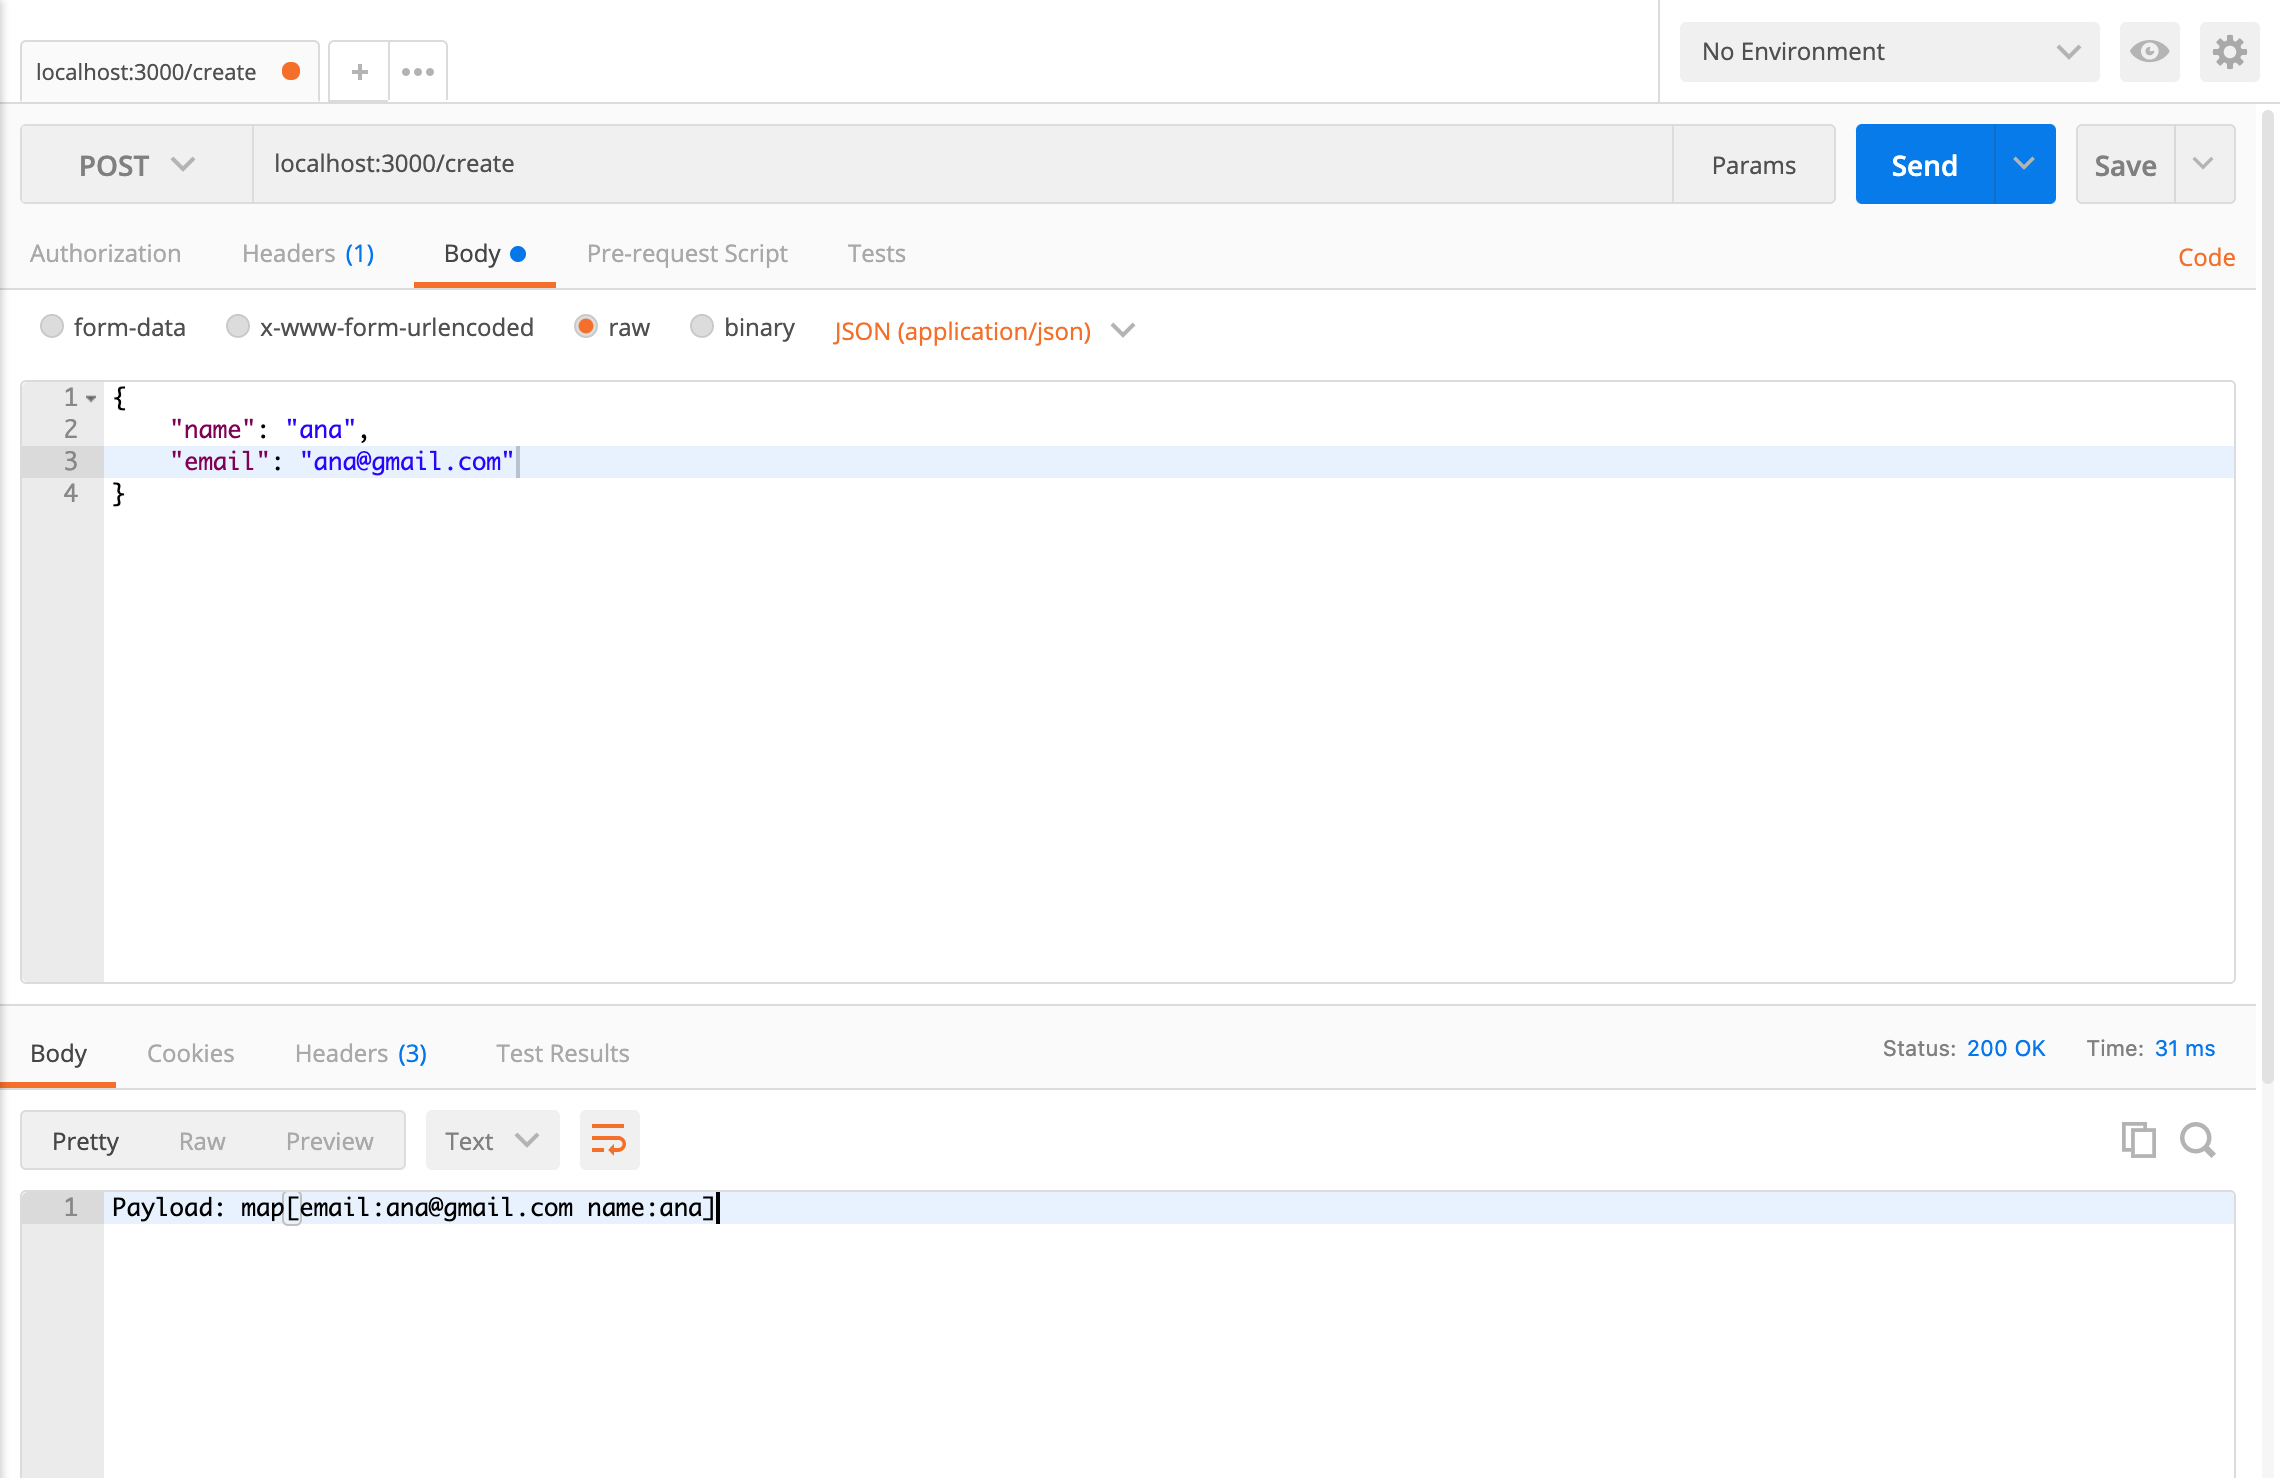 localhost:3000/create
No Environment
POST localhost:3000/create Params Send Save
Authorization Headers (1) Body Pre-request Script Tests Code
form-data x-www-form-urlencoded raw binary JSON (application/json)
1 {
2 "name": "ana",
3 "email": "ana@gmail.com"
4 }
Body Cookies Headers (3) Test Results Status: 200 OK Time: 31 ms
Pretty Raw Preview Text
1 Payload: map[email:ana@gmail.com name:ana]